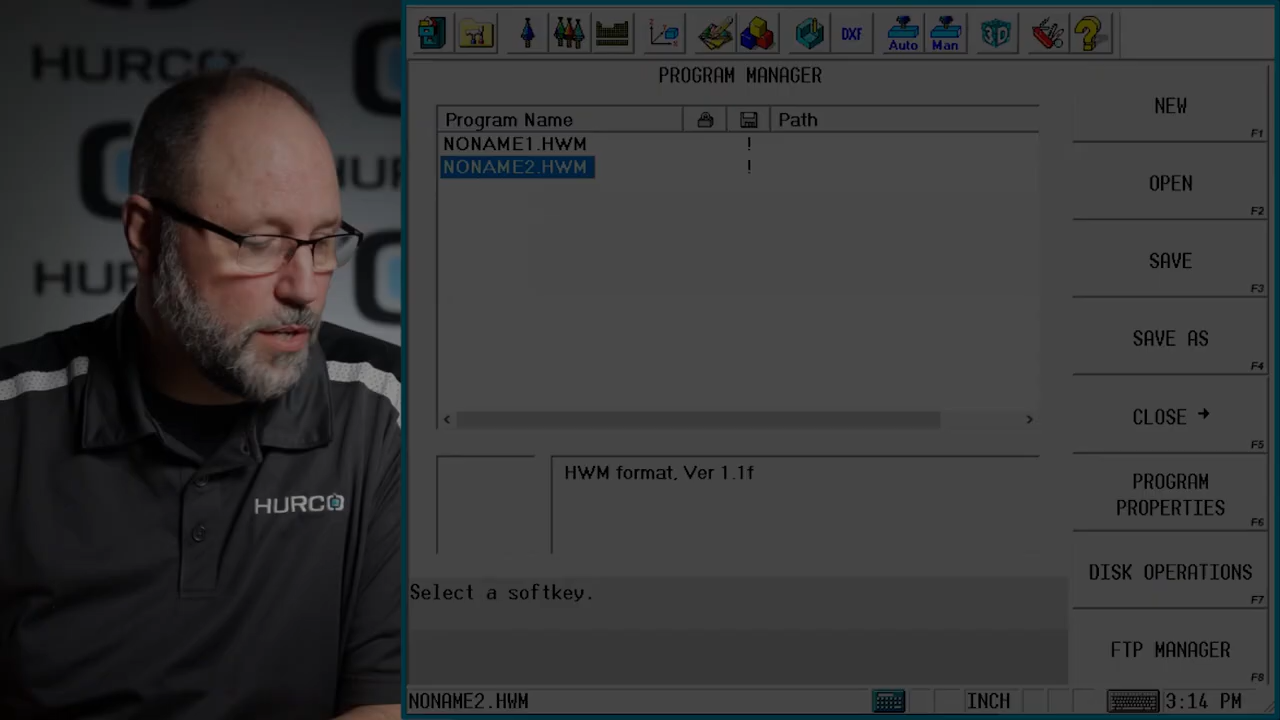 HURCO
HUR
HUR
HURCO
DXF
Auto
Man
3D
PROGRAM MANAGER
Program Name
Path
NONAME1.HWM !
NONAME2.HWM !
HWM format, Ver 1.1f
Select a softkey.
NEW
F1
OPEN
F2
SAVE
F3
SAVE AS
F4
CLOSE →
F5
PROGRAM
PROPERTIES
F6
DISK OPERATIONS
F7
FTP MANAGER
F8
NONAME2.HWM
INCH
3:14 PM